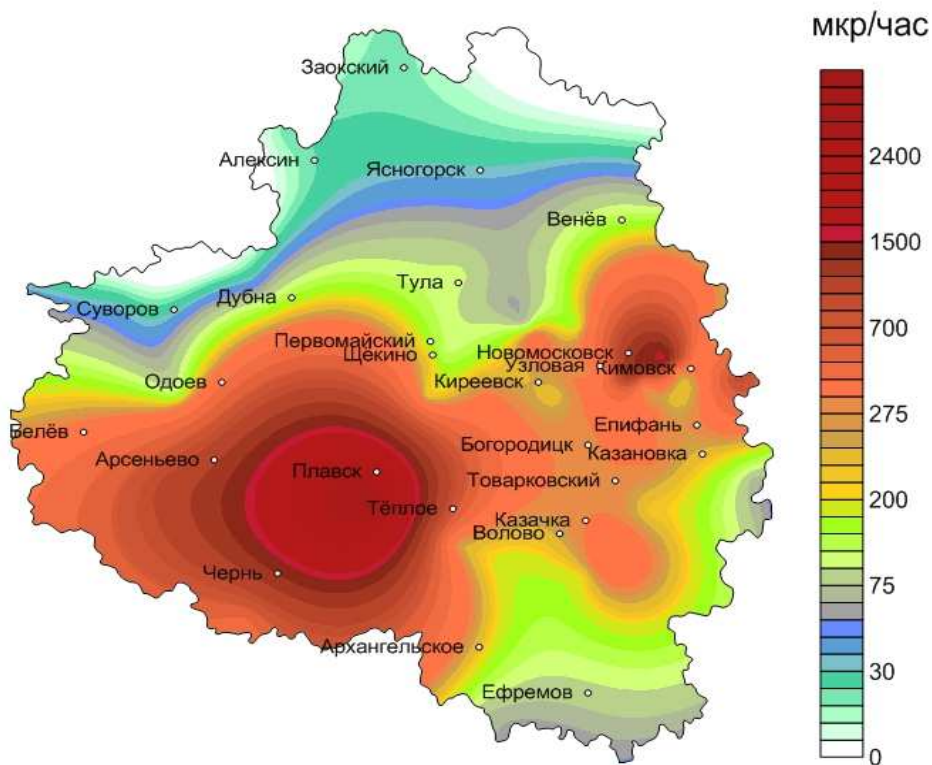 мкр/час
Заокский
Алексин
Ясногорск
2400
Венёв
1500
Тула
Дубна
Суворов
700
Первомайский
Щёкино
Новомосковск
Узловая
Кимовск
Одоев
Киреевск
275
Белёв
Епифань
Богородицк
Арсеньево
Казановка
Плавск
Товарковский
200
Тёплое
Казачка
Волово
Чернь
75
Архангельское
30
Ефремов
0